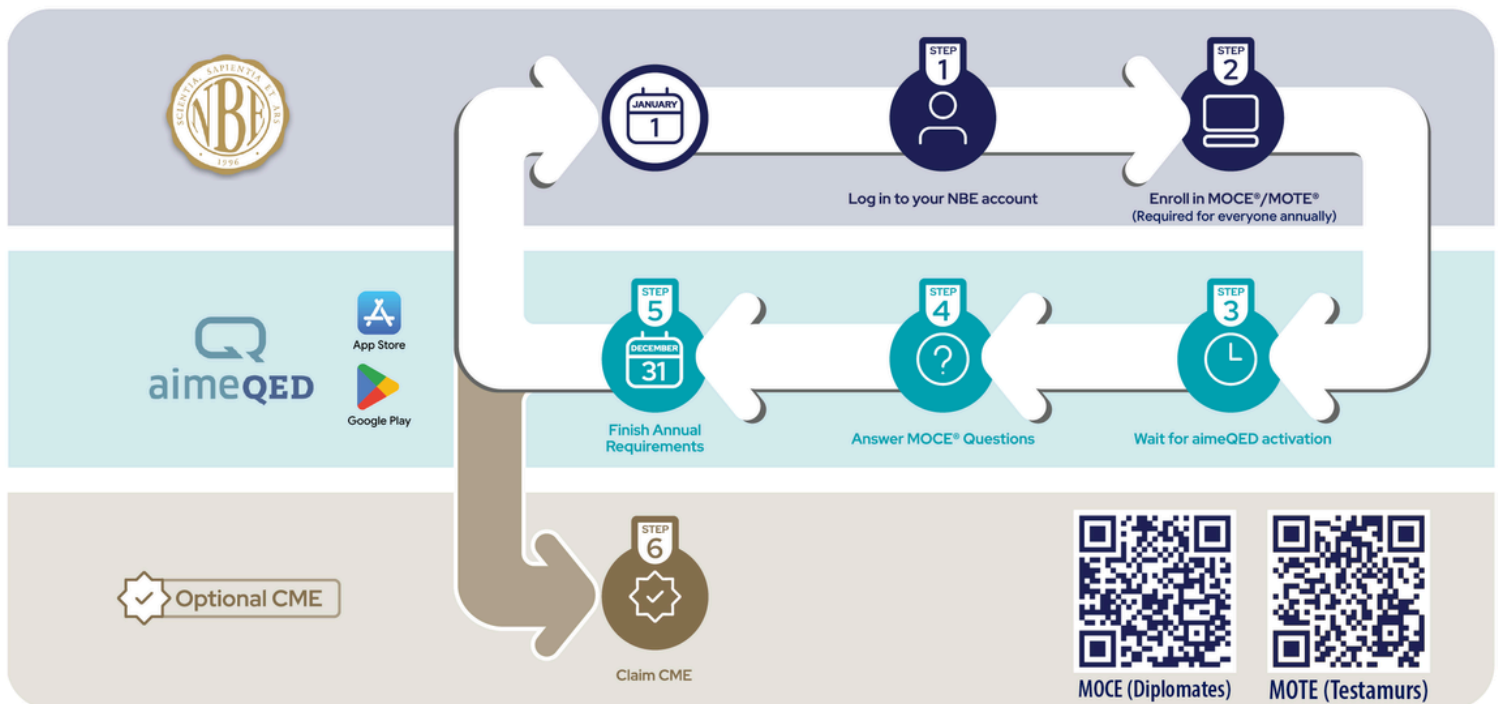 SCIENTIA, SAPIENTIA ET ARS
NBE
1996
JANUARY
1
STEP
1
Log in to your NBE account
STEP
2
Enroll in MOCE®/MOTE®
(Required for everyone annually)
aimeQED
App Store
Google Play
STEP
5
DECEMBER
31
Finish Annual
Requirements
STEP
4
?
Answer MOCE® Questions
STEP
3
Wait for aimeQED activation
Optional CME
STEP
6
Claim CME
MOCE (Diplomates)
MOTE (Testamurs)